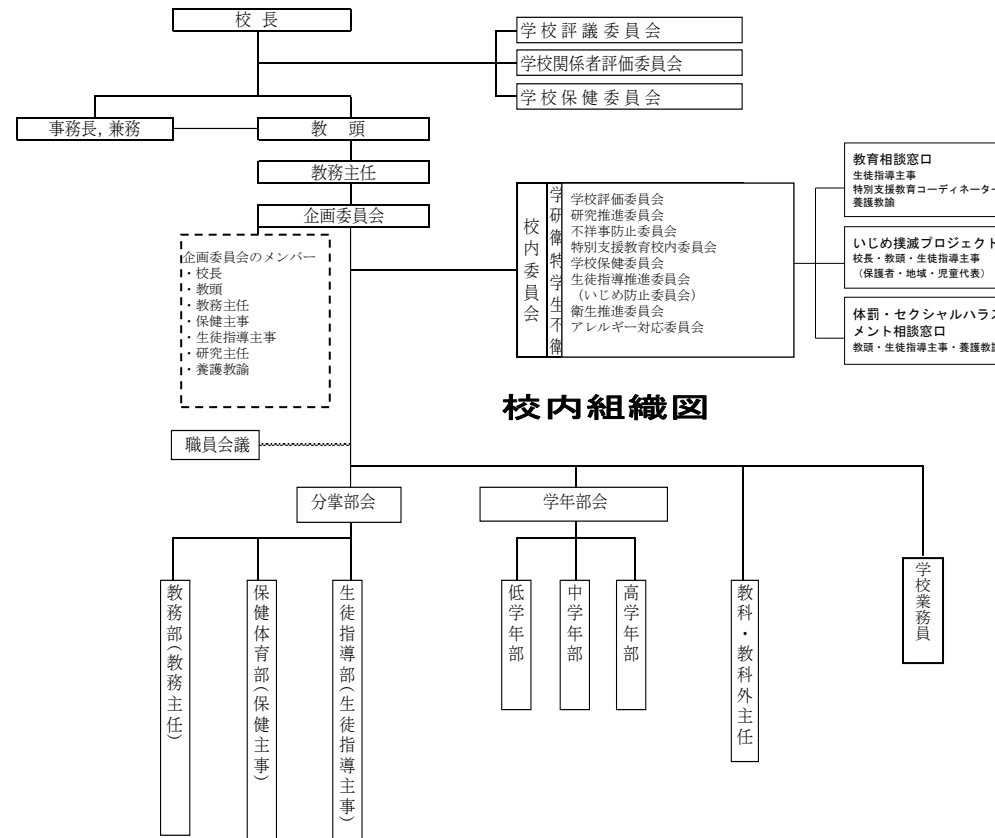 校長
学校評議委員会
学校関係者評価委員会
学校保健委員会
事務長，兼務
教頭
教務主任
企画委員会
企画委員会のメンバー
・校長
・教頭
・教務主任
・保健主事
・生徒指導主事
・研究主任
・養護教諭
校内委員会
学研衛特学生不衛
学校評価委員会
研究推進委員会
不祥事防止委員会
特別支援教育校内委員会
学校保健委員会
生徒指導推進委員会
（いじめ防止委員会）
衛生推進委員会
アレルギー対応委員会
教育相談窓口
生徒指導主事
特別支援教育コーディネーター
養護教諭
いじめ撲滅プロジェクト
校長・教頭・生徒指導主事
（保護者・地域・児童代表）
体罰・セクシャルハラス
メント相談窓口
教頭・生徒指導主事・養護教諭
校内組織図
職員会議
分掌部会
学年部会
教務部（教務主任）
保健体育部（保健主事）
生徒指導部（生徒指導主事）
低学年部
中学年部
高学年部
教科・教科外主任
学校業務員